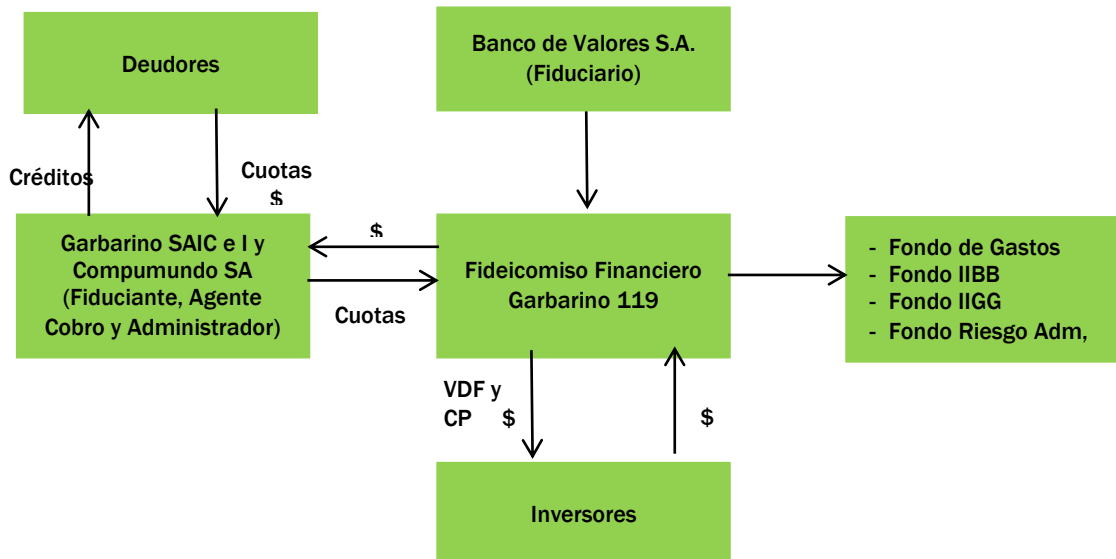 Deudores
Banco de Valores S.A.
(Fiduciario)
Créditos
Cuotas
$
Garbarino SAIC e I y
Compumundo SA
(Fiduciante, Agente
Cobro y Administrador)
$
Cuotas
Fideicomiso Financiero
Garbarino 119
- Fondo de Gastos
- Fondo IIBB
- Fondo IIGG
- Fondo Riesgo Adm,
VDF y
CP $
$
Inversores